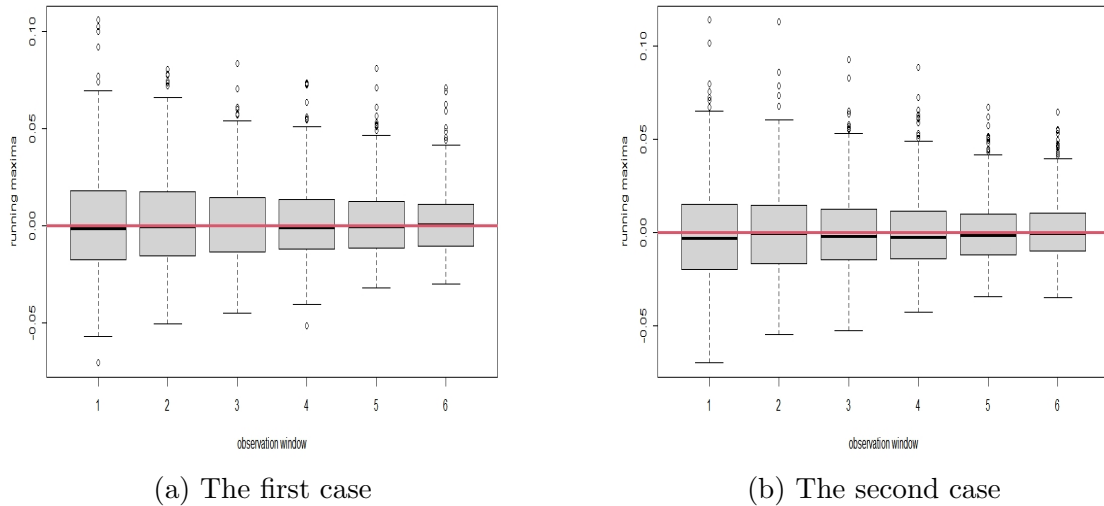 running maxima
0.10
0.05
0.00
-0.05
1 2 3 4 5 6
observation window
(a) The first case
running maxima
0.10
0.05
0.00
-0.05
1 2 3 4 5 6
observation window
(b) The second case